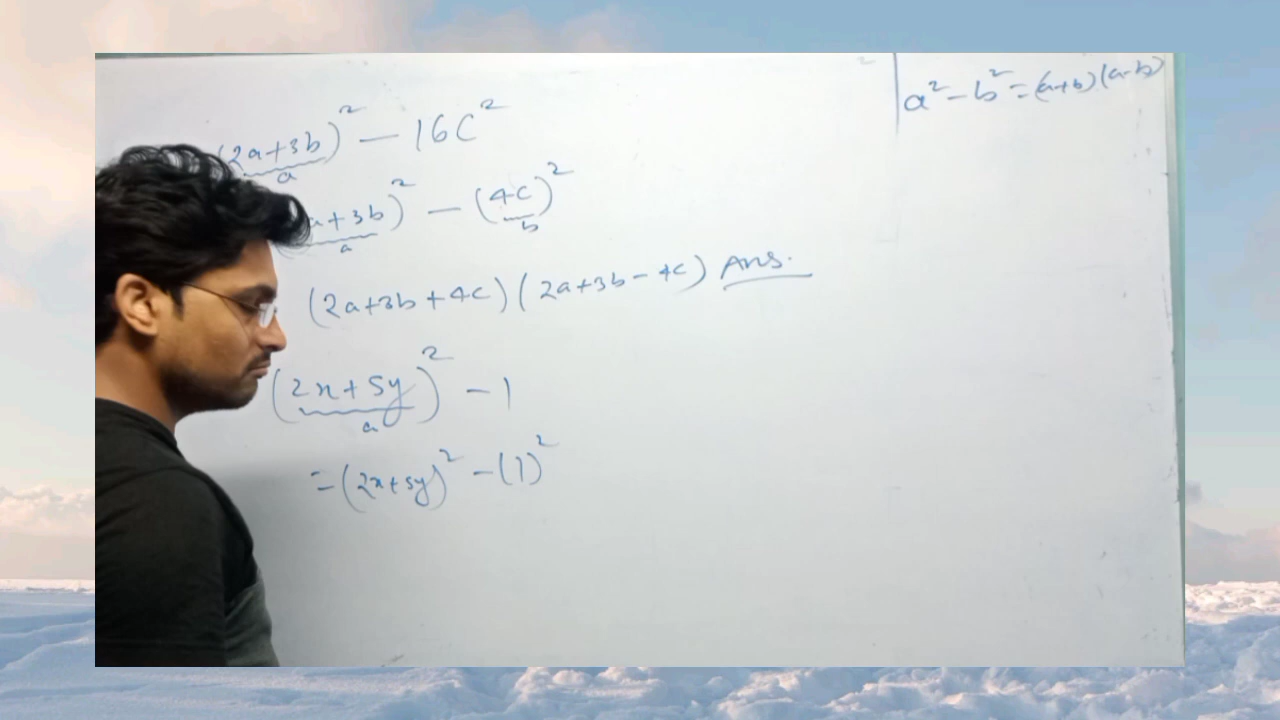 a² - b² = (a+b)(a-b)
(2a+3b)² - 16c²
a
a+3b)² - (4c)²
a b
(2a+3b+4c)(2a+3b-4c) Ans.
(2x+5y)² - 1
a
= (2x+5y)² - (1)²